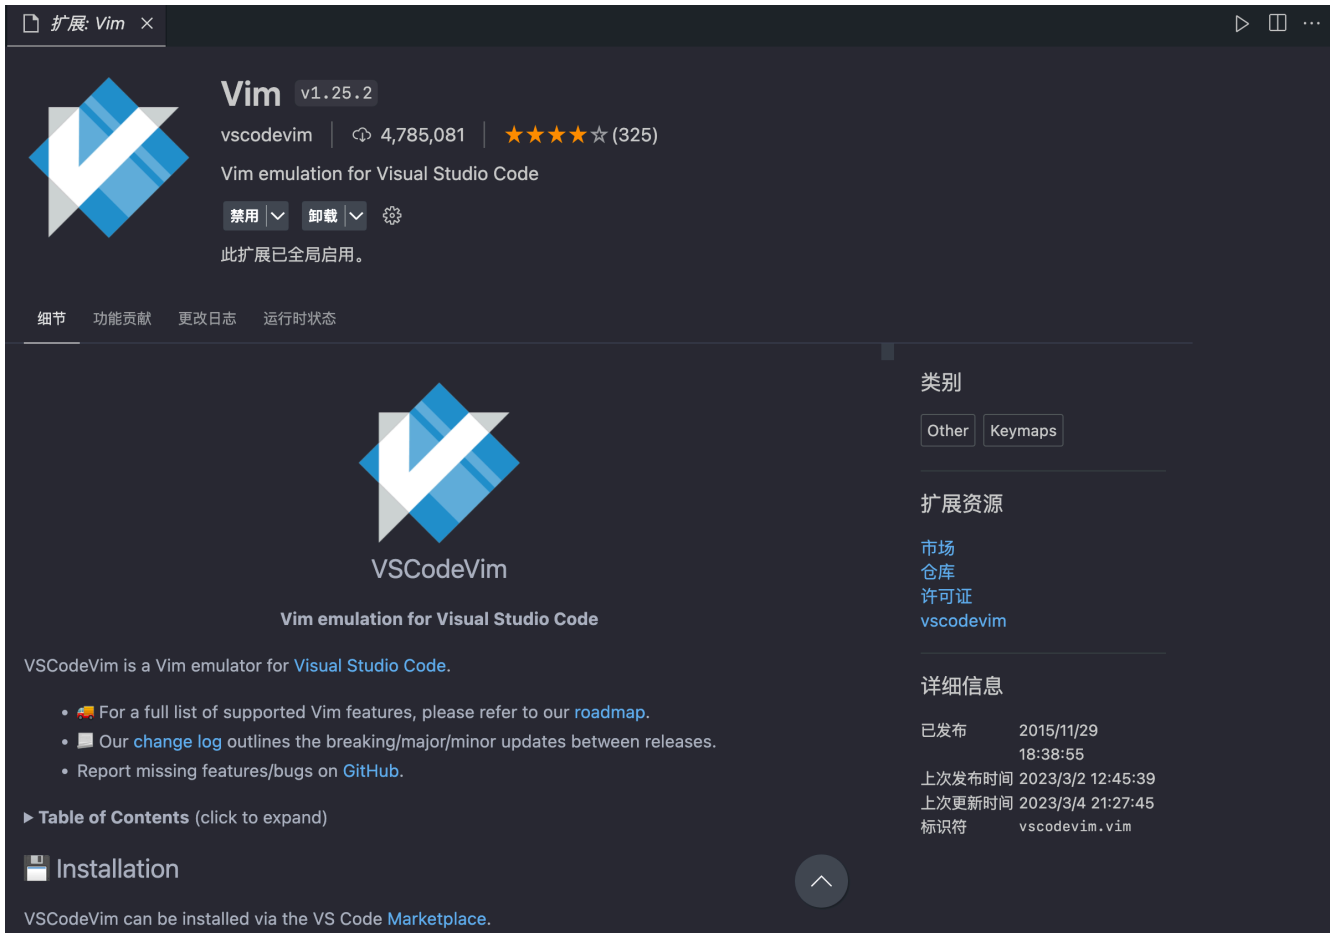 扩展: Vim
Vim v1.25.2
vscodevim 4,785,081 (325)
Vim emulation for Visual Studio Code
禁用 卸载
此扩展已全局启用。
细节 功能贡献 更改日志 运行时状态
VSCodeVim
Vim emulation for Visual Studio Code
VSCodeVim is a Vim emulator for Visual Studio Code.
• 🚚 For a full list of supported Vim features, please refer to our roadmap.
• 📃 Our change log outlines the breaking/major/minor updates between releases.
• Report missing features/bugs on GitHub.
Table of Contents (click to expand)
💾 Installation
VSCodeVim can be installed via the VS Code Marketplace.
类别
Other Keymaps
扩展资源
市场
仓库
许可证
vscodevim
详细信息
已发布 2015/11/29
18:38:55
上次发布时间 2023/3/2 12:45:39
上次更新时间 2023/3/4 21:27:45
标识符 vscodevim.vim